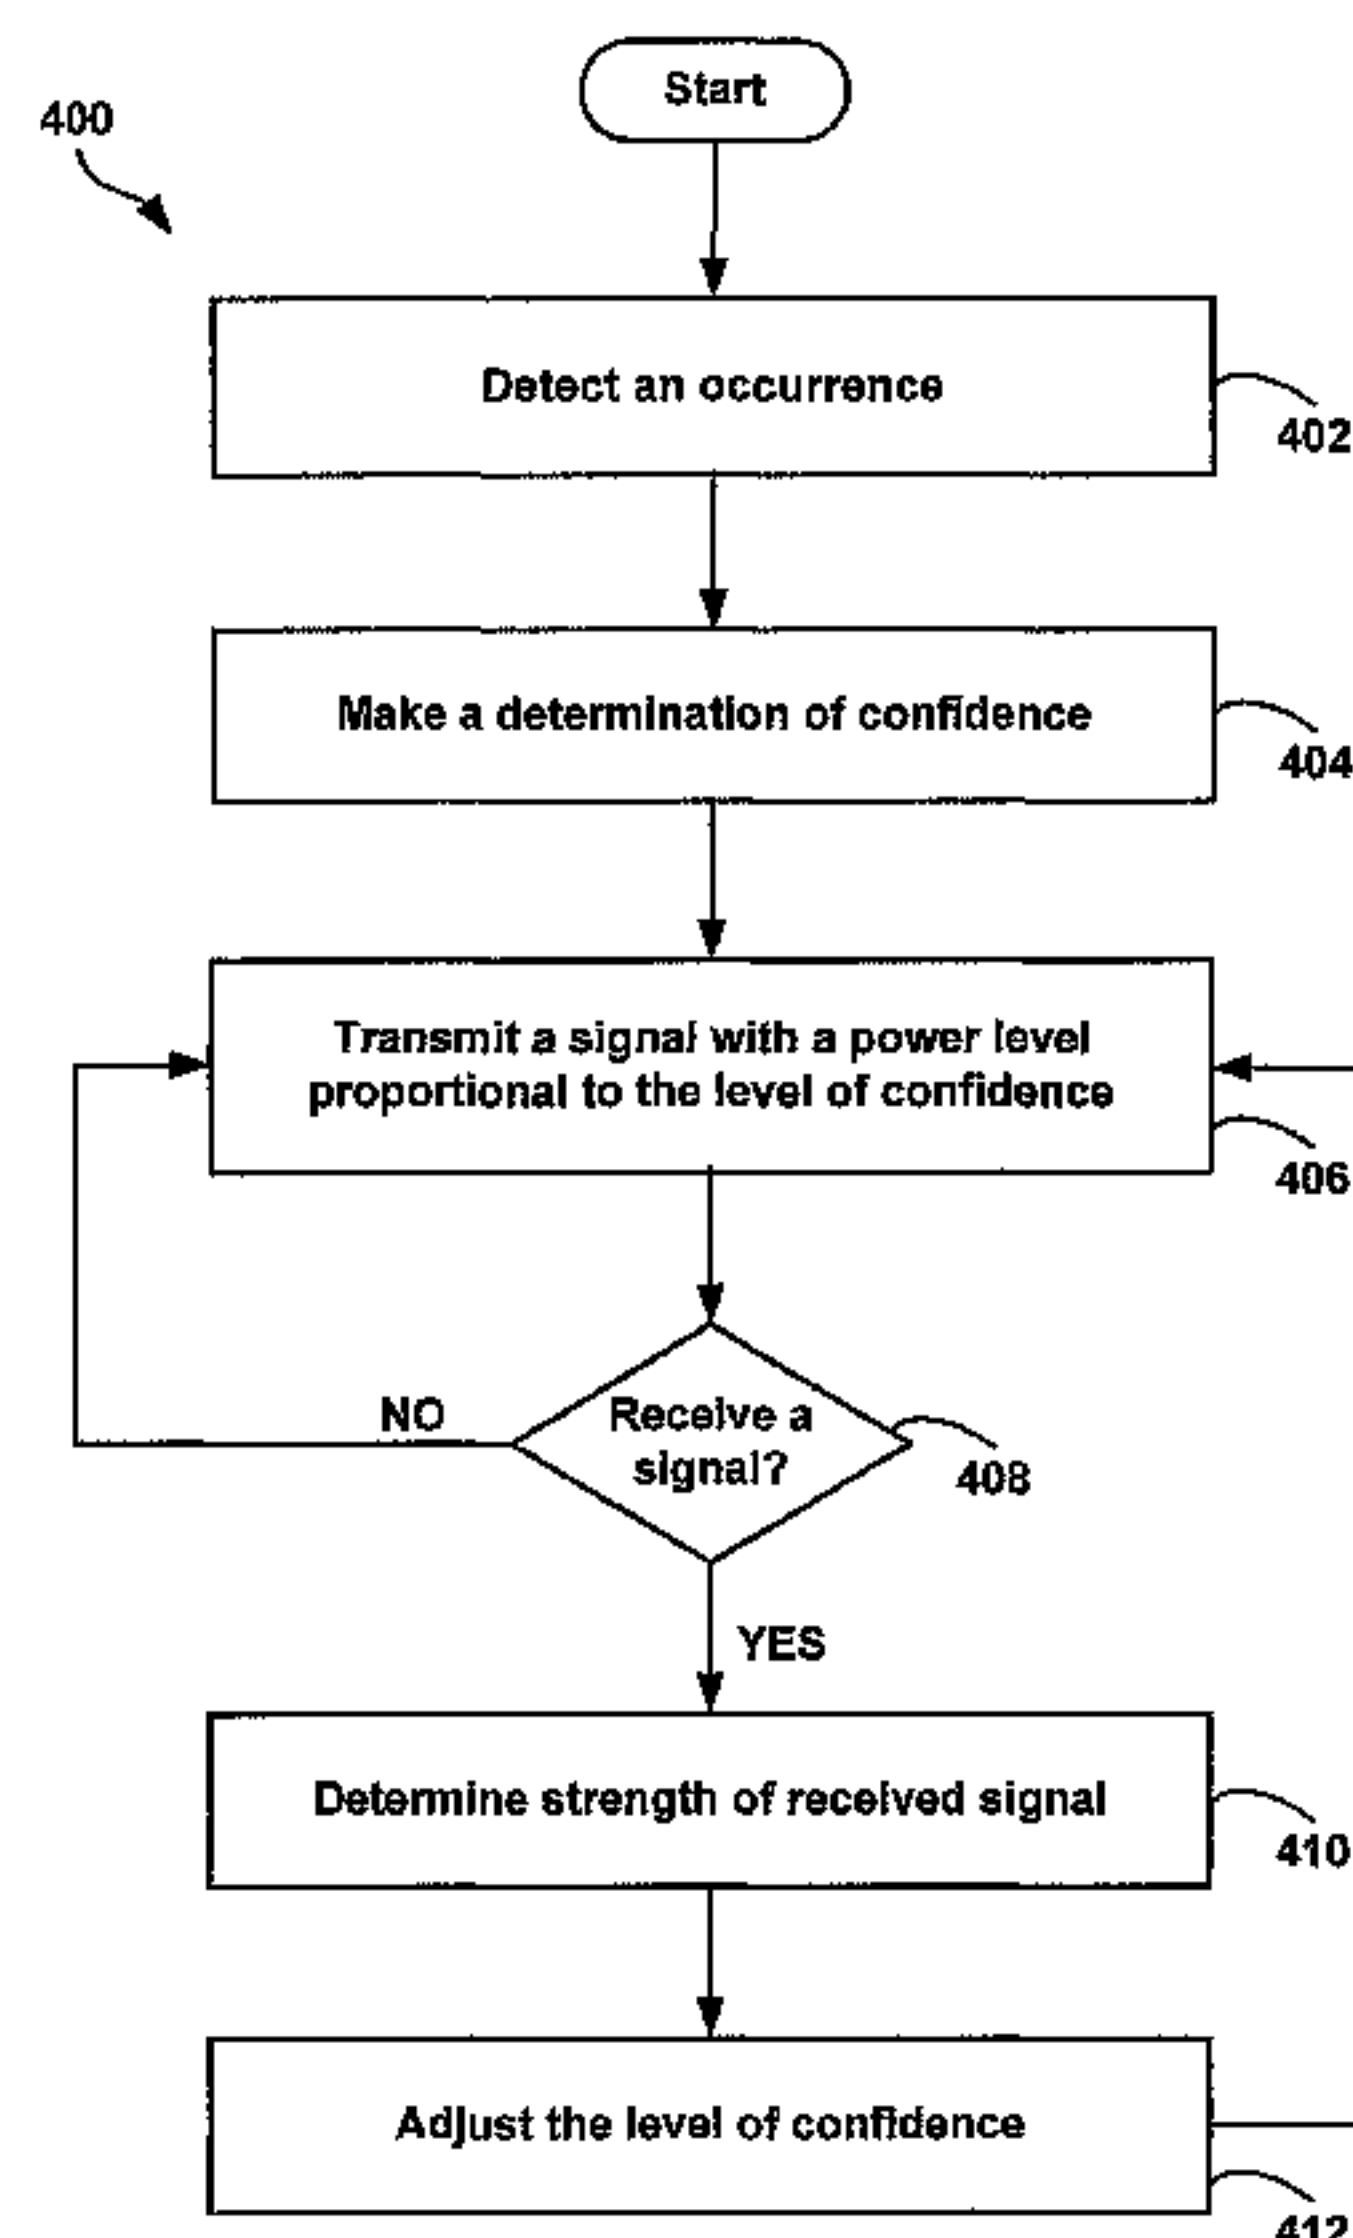 Start
400
Detect an occurrence
402
Make a determination of confidence
404
Transmit a signal with a power level
proportional to the level of confidence
406
Receive a
signal?
NO
408
YES
Determine strength of received signal
410
Adjust the level of confidence
412